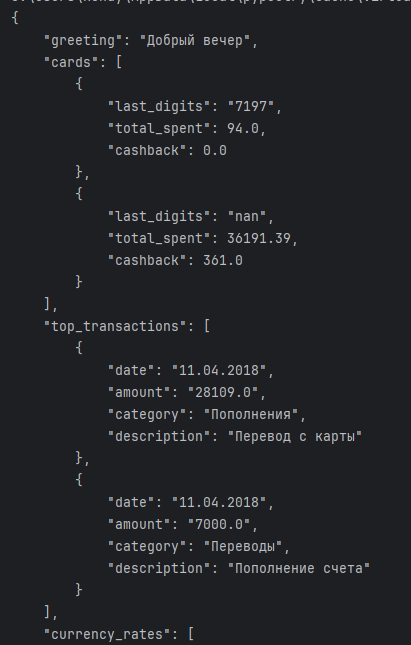 {
    "greeting": "Добрый вечер",
    "cards": [
        {
            "last_digits": "7197",
            "total_spent": 94.0,
            "cashback": 0.0
        },
        {
            "last_digits": "nan",
            "total_spent": 36191.39,
            "cashback": 361.0
        }
    ],
    "top_transactions": [
        {
            "date": "11.04.2018",
            "amount": "28109.0",
            "category": "Пополнения",
            "description": "Перевод с карты"
        },
        {
            "date": "11.04.2018",
            "amount": "7000.0",
            "category": "Переводы",
            "description": "Пополнение счета"
        }
    ],
    "currency_rates": [